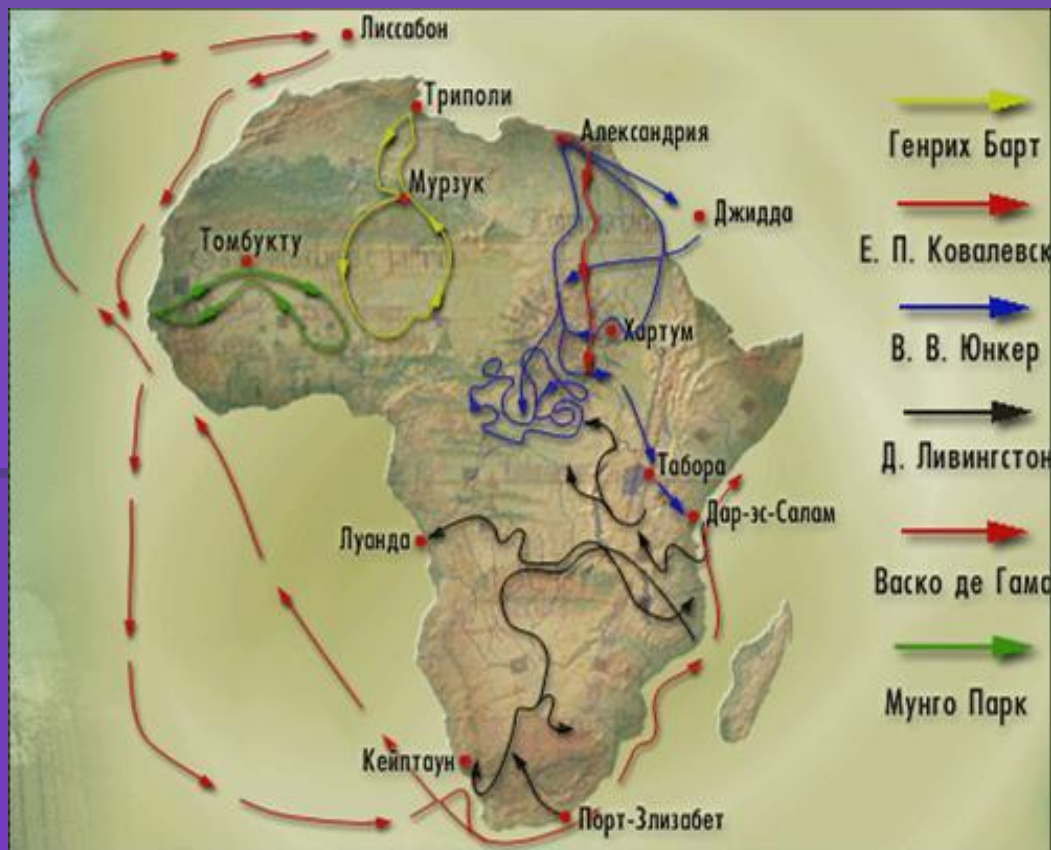 Лиссабон
Триполи
Александрия
Мурзук
Джидда
Томбукту
Хартум
Табора
Дар-эс-Салам
Луанда
Кейптаун
Порт-Злизабет
Генрих Барт
Е. П. Ковалевск
В. В. Юнкер
Д. Ливингстон
Васко де Гама
Мунго Парк